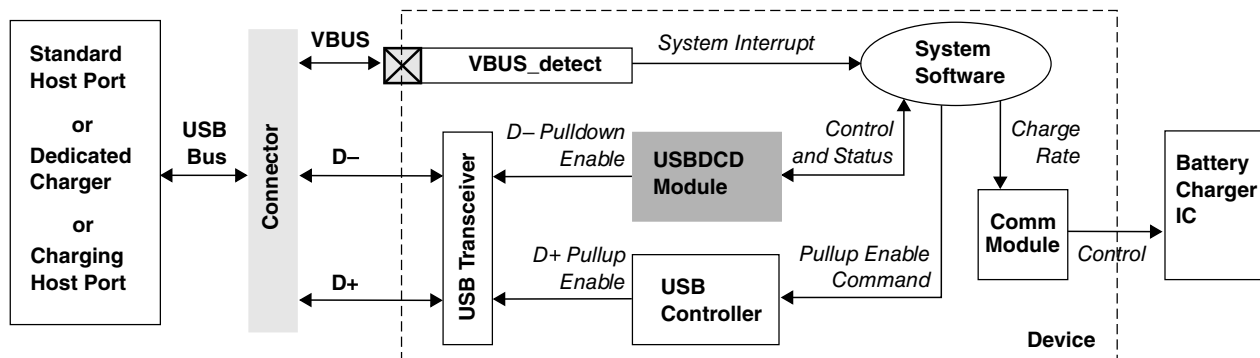 Standard
Host Port
or
Dedicated
Charger
or
Charging
Host Port
USB
Bus
Connector
VBUS
D–
D+
VBUS_detect
System Interrupt
System
Software
USB Transceiver
D– Pulldown
Enable
USBDCD
Module
Control
and Status
Charge
Rate
D+ Pullup
Enable
USB
Controller
Pullup Enable
Command
Comm
Module
Control
Battery
Charger
IC
Device